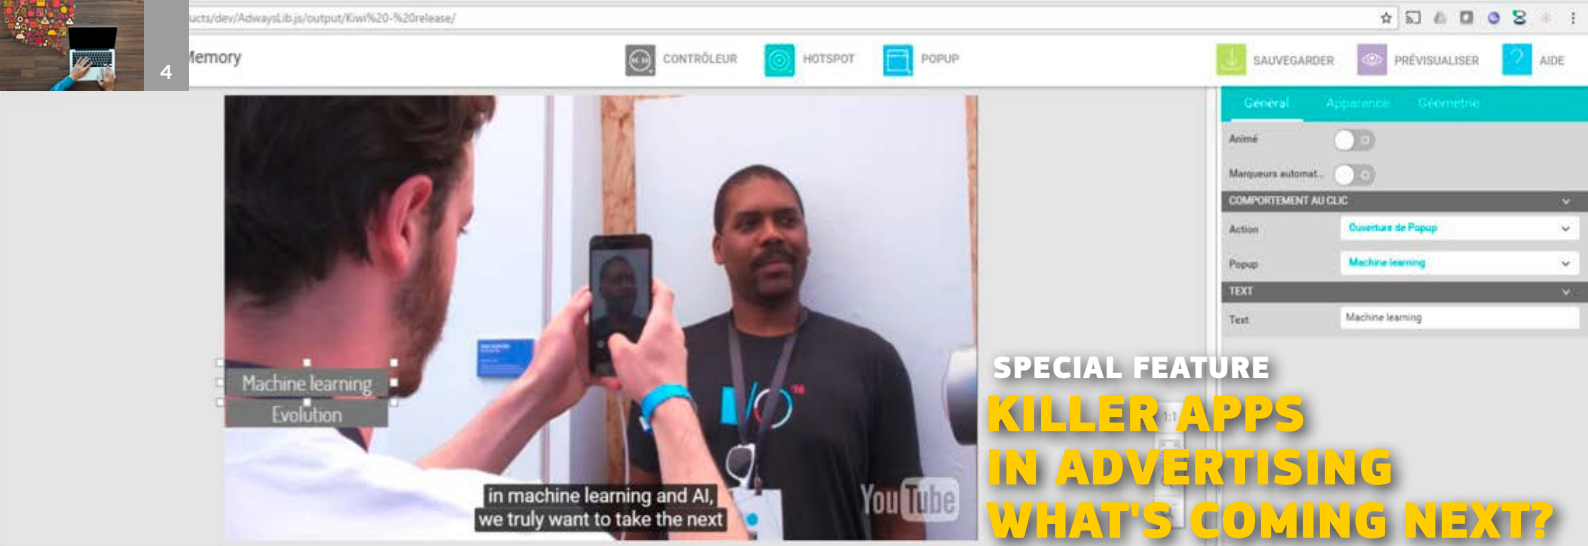 ucts/dev/AdwaysLib.js/output/Kiwi%20-%20release/
4
Memory
CONTRÔLEUR
HOTSPOT
POPUP
SAUVEGARDER
PRÉVISUALISER
AIDE
Général
Apparence
Géométrie
Animé
Marqueurs automat...
COMPORTEMENT AU CLIC
Action
Ouverture de Popup
Popup
Machine learning
TEXT
Text
Machine learning
Machine learning
Evolution
I/O '16
in machine learning and AI,
we truly want to take the next
YouTube
1:1
SPECIAL FEATURE
KILLER APPS
IN ADVERTISING
WHAT'S COMING NEXT?